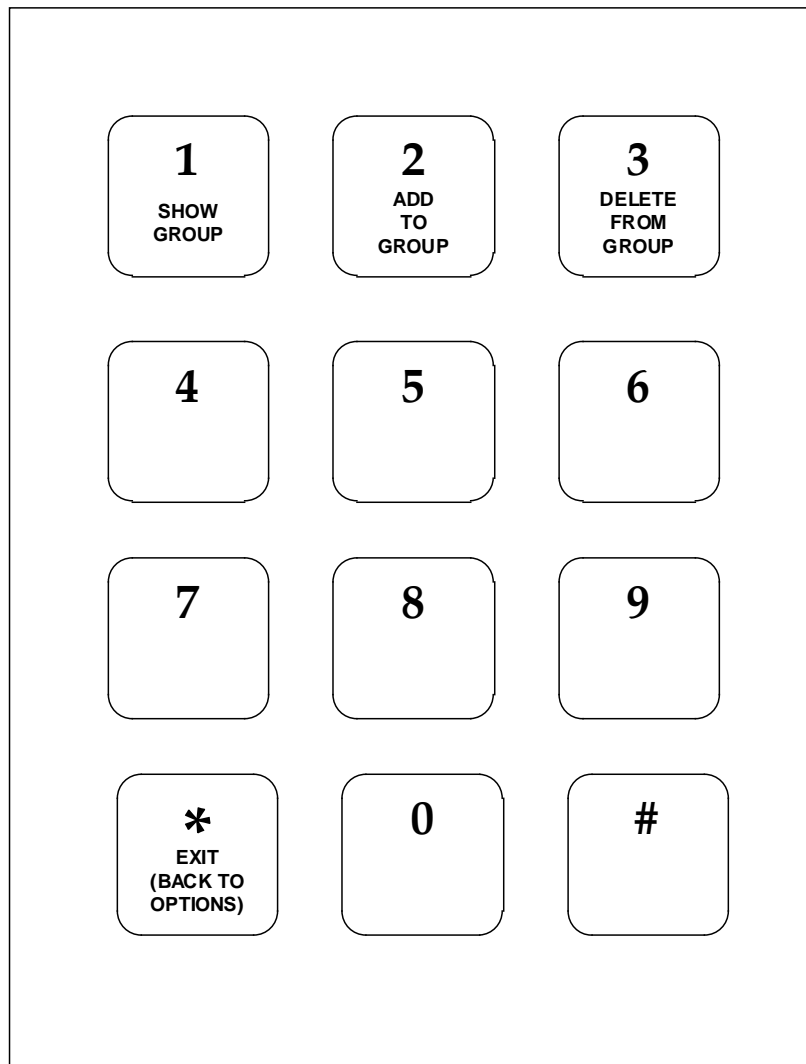 1 2 3
SHOW
GROUP
ADD
TO
GROUP
DELETE
FROM
GROUP
4 5 6
7 8 9
* 0 #
EXIT
(BACK TO
OPTIONS)